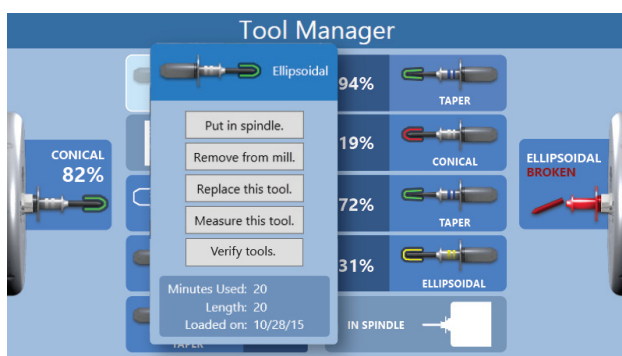 Tool Manager
Ellipsoidal
Put in spindle.
Remove from mill.
Replace this tool.
Measure this tool.
Verify tools.
Minutes Used: 20
Length: 20
Loaded on: 10/28/15
CONICAL
82%
94%
TAPER
19%
CONICAL
72%
TAPER
31%
ELLIPSOIDAL
IN SPINDLE
ELLIPSOIDAL
BROKEN
TAPER